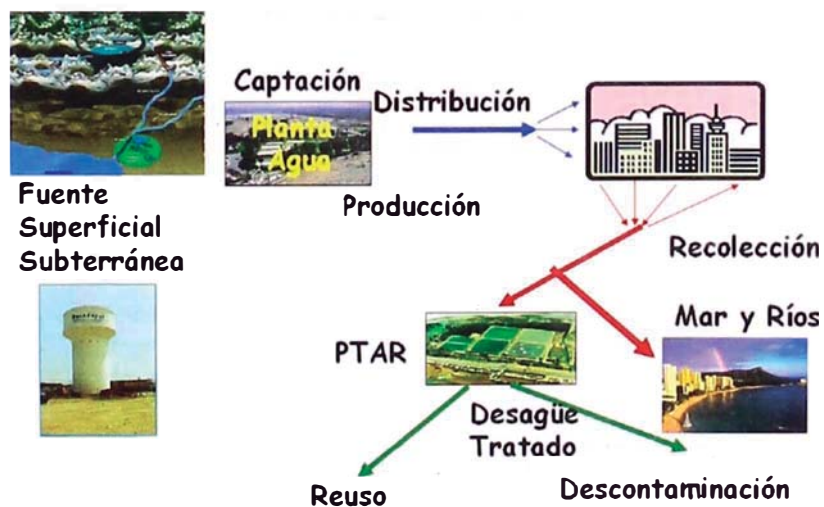 Captación
Distribución
Planta
Agua
Fuente
Superficial
Subterránea
Producción
Recolección
Mar y Ríos
PTAR
Desagüe
Tratado
Reuso
Descontaminación